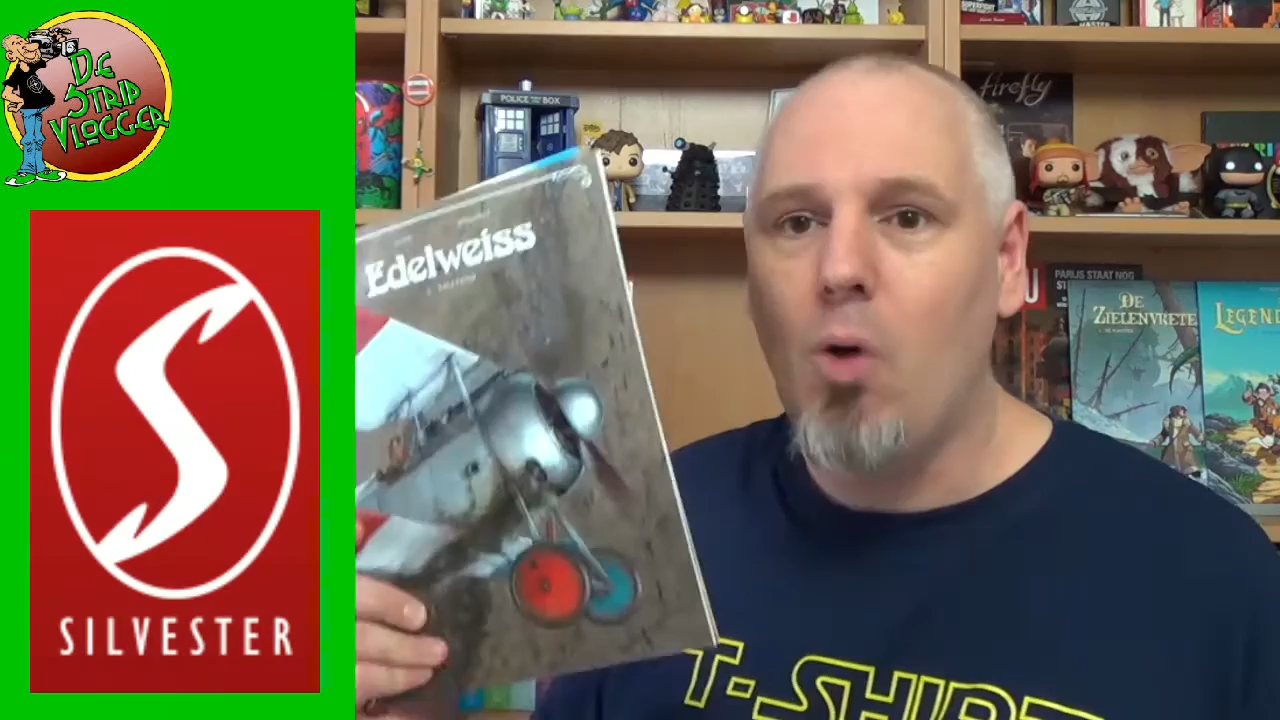 De
Strip
Vlogger
SILVESTER
Edelweiss
POLICE BOX
firefly
PARIJS STAAT NOG
DE
ZIELENVRETE
LEGEND
T-SHIRT